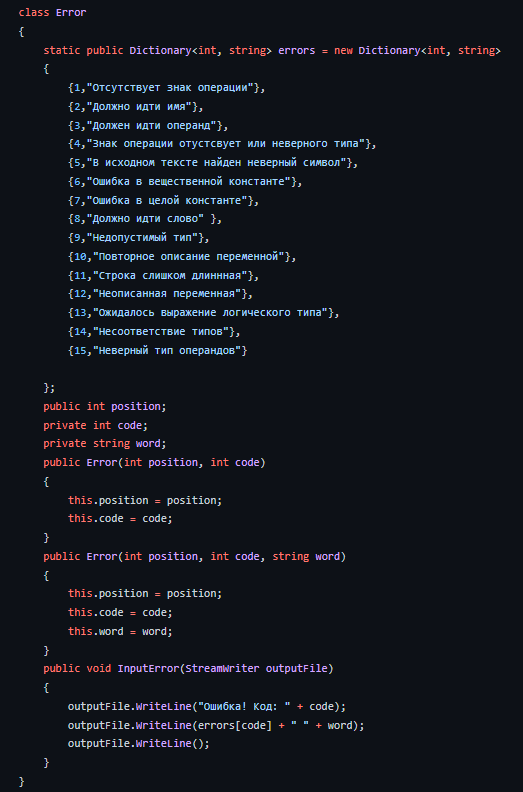 class Error
{
static public Dictionary<int, string> errors = new Dictionary<int, string>
{
{1,"Отсутствует знак операции"},
{2,"Должно идти имя"},
{3,"Должен идти операнд"},
{4,"Знак операции отустсвует или неверного типа"},
{5,"В исходном тексте найден неверный символ"},
{6,"Ошибка в вещественной константе"},
{7,"Ошибка в целой константе"},
{8,"Должно идти слово" },
{9,"Недопустимый тип"},
{10,"Повторное описание переменной"},
{11,"Строка слишком длиннная"},
{12,"Неописанная переменная"},
{13,"Ожидалось выражение логического типа"},
{14,"Несоответствие типов"},
{15,"Неверный тип операндов"}
};
public int position;
private int code;
private string word;
public Error(int position, int code)
{
this.position = position;
this.code = code;
}
public Error(int position, int code, string word)
{
this.position = position;
this.code = code;
this.word = word;
}
public void InputError(StreamWriter outputFile)
{
outputFile.WriteLine("Ошибка! Код: " + code);
outputFile.WriteLine(errors[code] + " " + word);
outputFile.WriteLine();
}
}